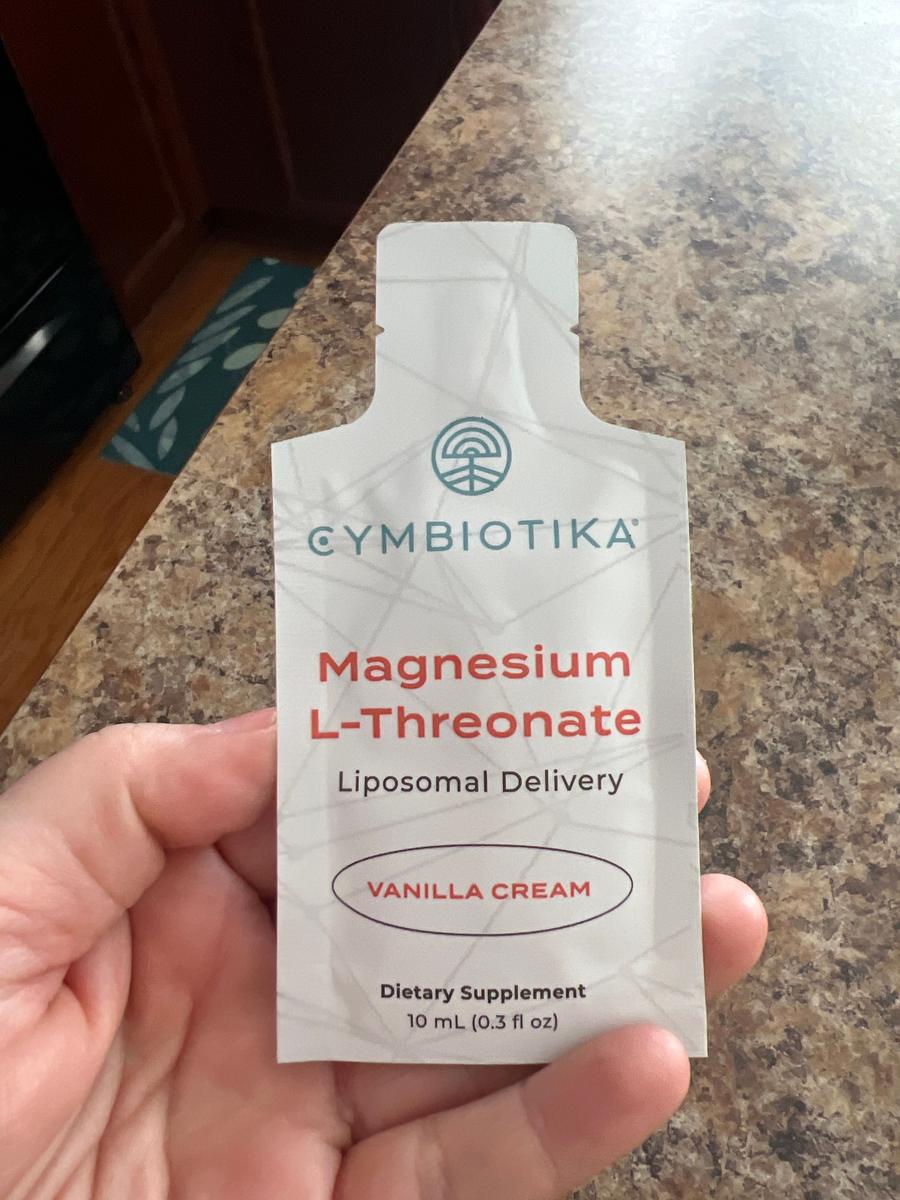 CYMBIOTIKA®
Magnesium
L-Threonate
Liposomal Delivery
VANILLA CREAM
Dietary Supplement
10 mL (0.3 fl oz)